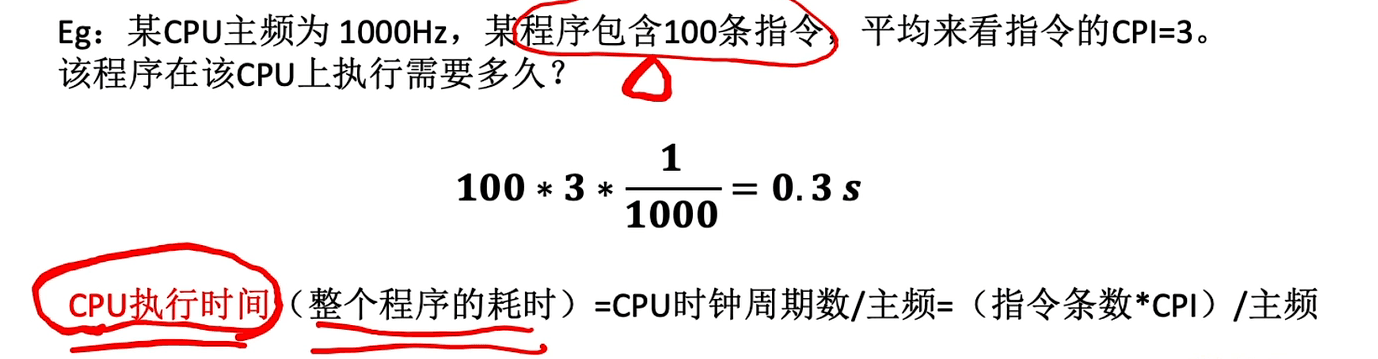 Eg：某CPU主频为 1000Hz，某程序包含100条指令， 平均来看指令的CPI=3。
该程序在该CPU上执行需要多久？
100 * 3 * 1/1000 = 0.3 s
CPU执行时间（整个程序的耗时）=CPU时钟周期数/主频=（指令条数*CPI）/主频